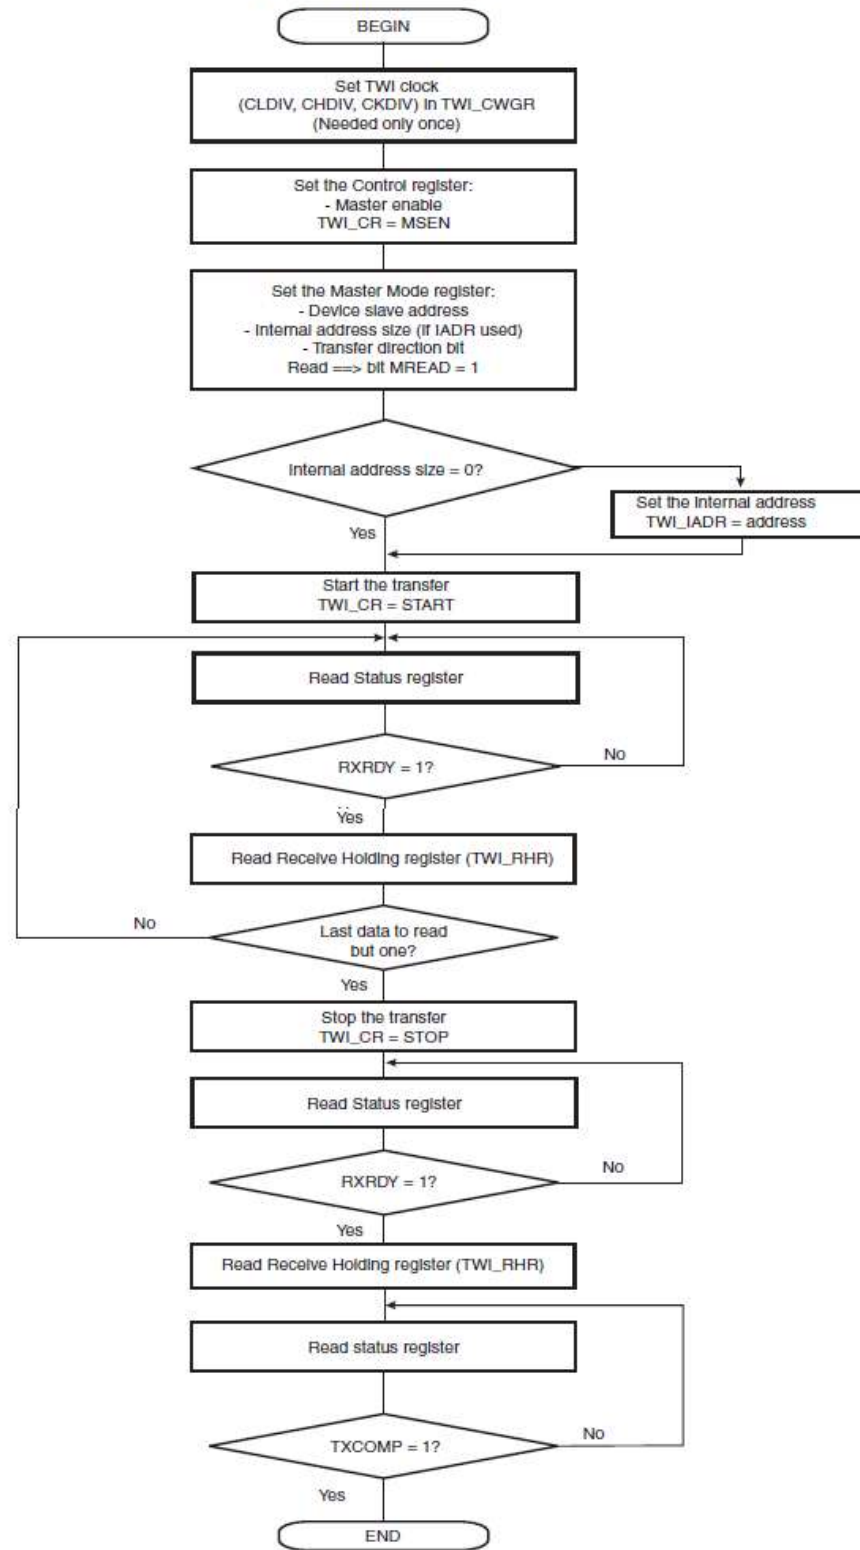 BEGIN
Set TWI clock
(CLDIV, CHDIV, CKDIV) in TWI_CWGR
(Needed only once)
Set the Control register:
- Master enable
TWI_CR = MSEN
Set the Master Mode register:
- Device slave address
- Internal address size (if IADR used)
- Transfer direction bit
Read ==> bit MREAD = 1
Internal address size = 0?
Set the internal address
TWI_IADR = address
Yes
Start the transfer
TWI_CR = START
Read Status register
RXRDY = 1?
No
Yes
Read Receive Holding register (TWI_RHR)
No
Last data to read
but one?
Yes
Stop the transfer
TWI_CR = STOP
Read Status register
RXRDY = 1?
No
Yes
Read Receive Holding register (TWI_RHR)
Read status register
TXCOMP = 1?
No
Yes
END